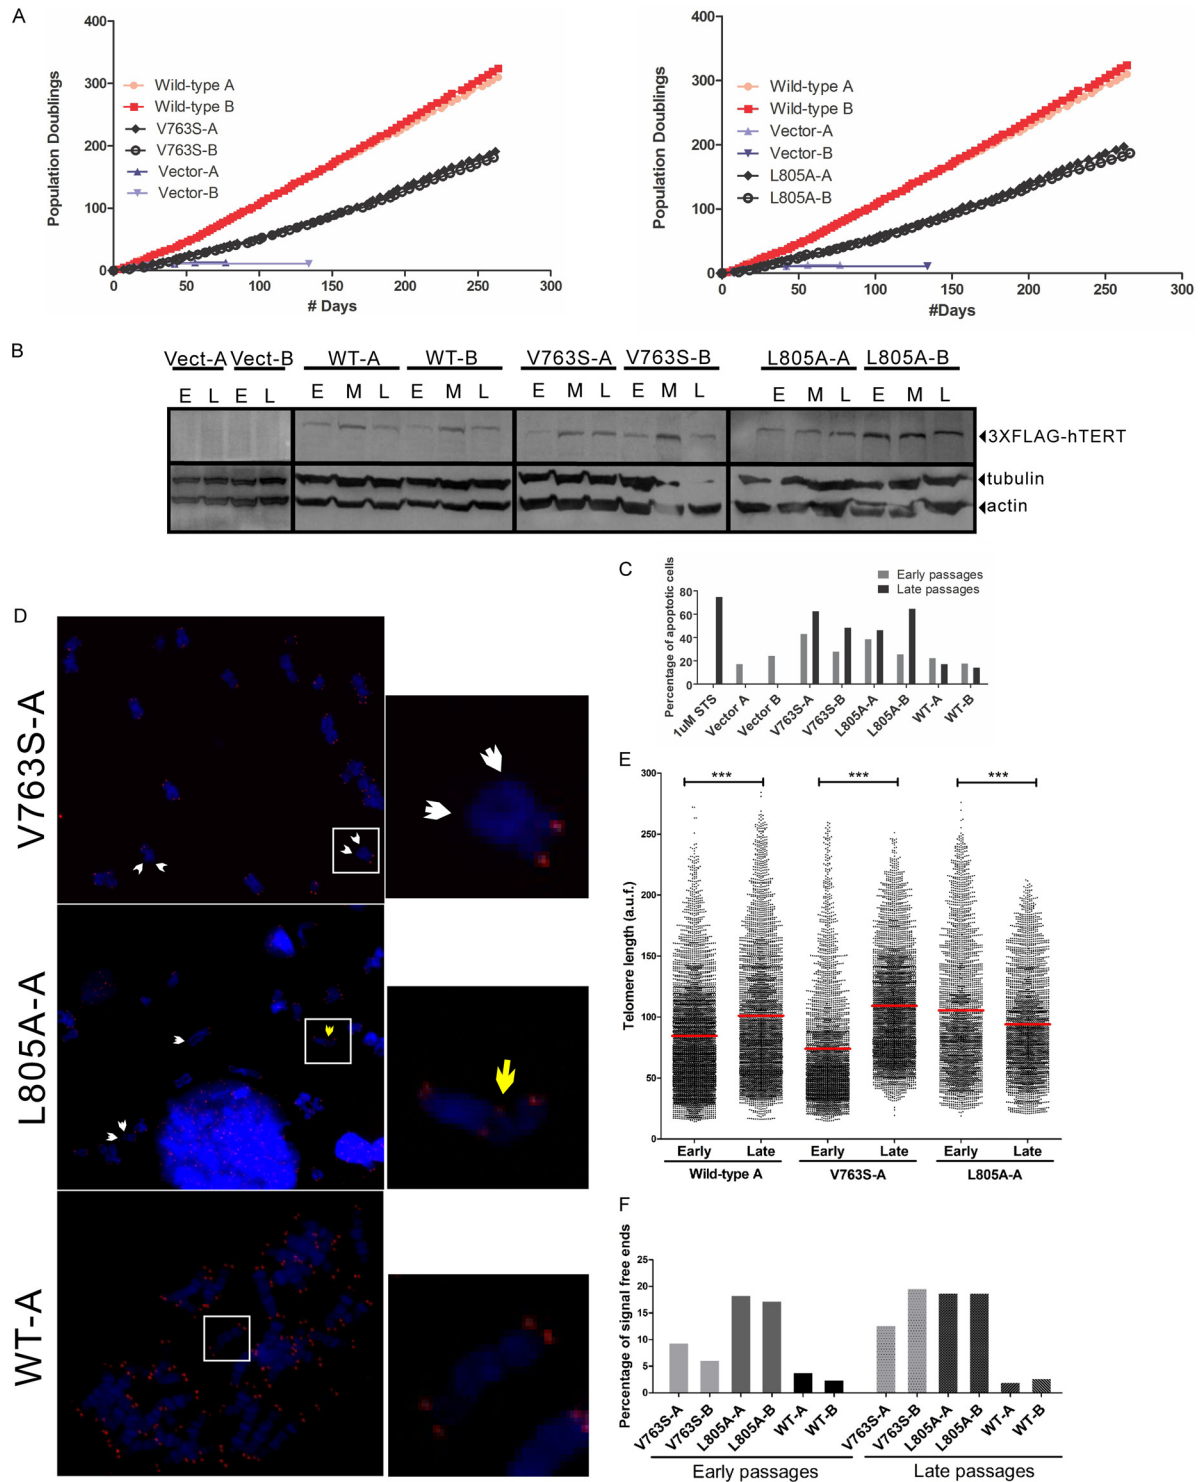 A
400
300
200
100
0
Population Doublings
Wild-type A
Wild-type B
V763S-A
V763S-B
Vector-A
Vector-B
0 50 100 150 200 250 300
# Days
400
300
200
100
0
Population Doublings
Wild-type A
Wild-type B
Vector-A
Vector-B
L805A-A
L805A-B
0 50 100 150 200 250 300
#Days
B
Vect-A Vect-B WT-A WT-B V763S-A V763S-B L805A-A L805A-B
E L E L E M L E M L E M L E M L E M L E M L
3XFLAG-hTERT
tubulin
actin
C
Early passages
Late passages
Percentage of apoptotic cells
80
60
40
20
0
1uM STS Vector A Vector B V763S-A V763S-B L805A-A L805A-B WT-A WT-B
D
V763S-A
L805A-A
WT-A
E
*** *** ***
Telomere length (a.u.f.)
300
250
200
150
100
50
0
Early Late Early Late Early Late
Wild-type A V763S-A L805A-A
F
Percentage of signal free ends
25
20
15
10
5
0
V763S-A V763S-B L805A-A L805A-B WT-A WT-B V763S-A V763S-B L805A-A L805A-B WT-A WT-B
Early passages Late passages